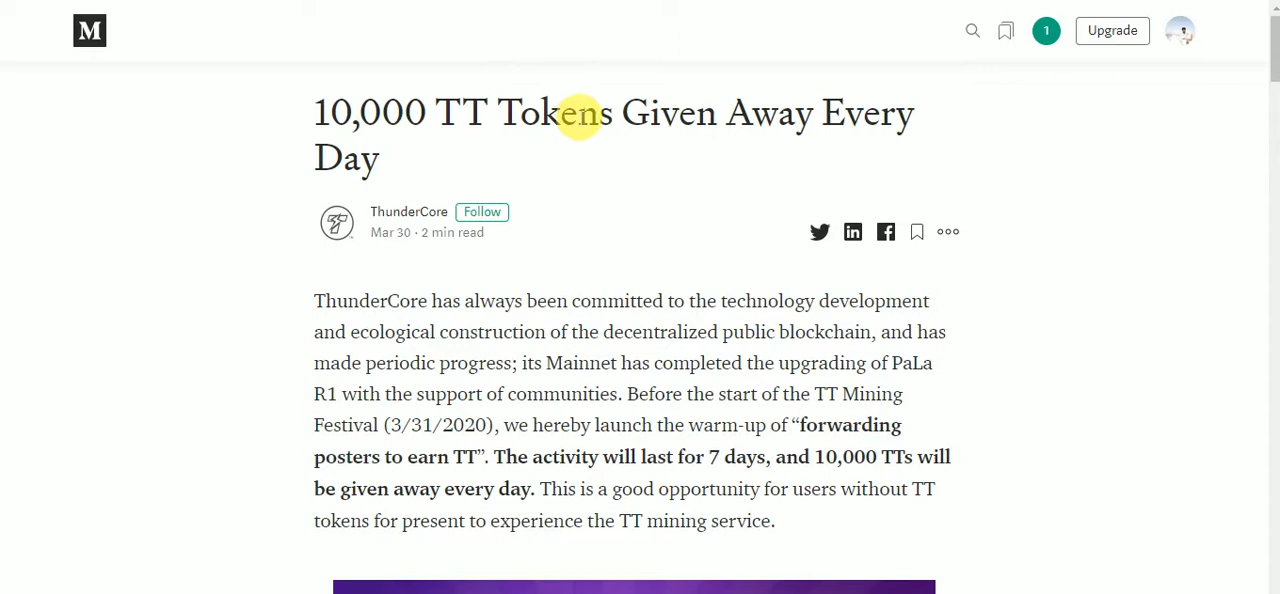 M
1
Upgrade
10,000 TT Tokens Given Away Every
Day
ThunderCore Follow
Mar 30 · 2 min read
ThunderCore has always been committed to the technology development
and ecological construction of the decentralized public blockchain, and has
made periodic progress; its Mainnet has completed the upgrading of PaLa
R1 with the support of communities. Before the start of the TT Mining
Festival (3/31/2020), we hereby launch the warm-up of “forwarding
posters to earn TT”. The activity will last for 7 days, and 10,000 TTs will
be given away every day. This is a good opportunity for users without TT
tokens for present to experience the TT mining service.